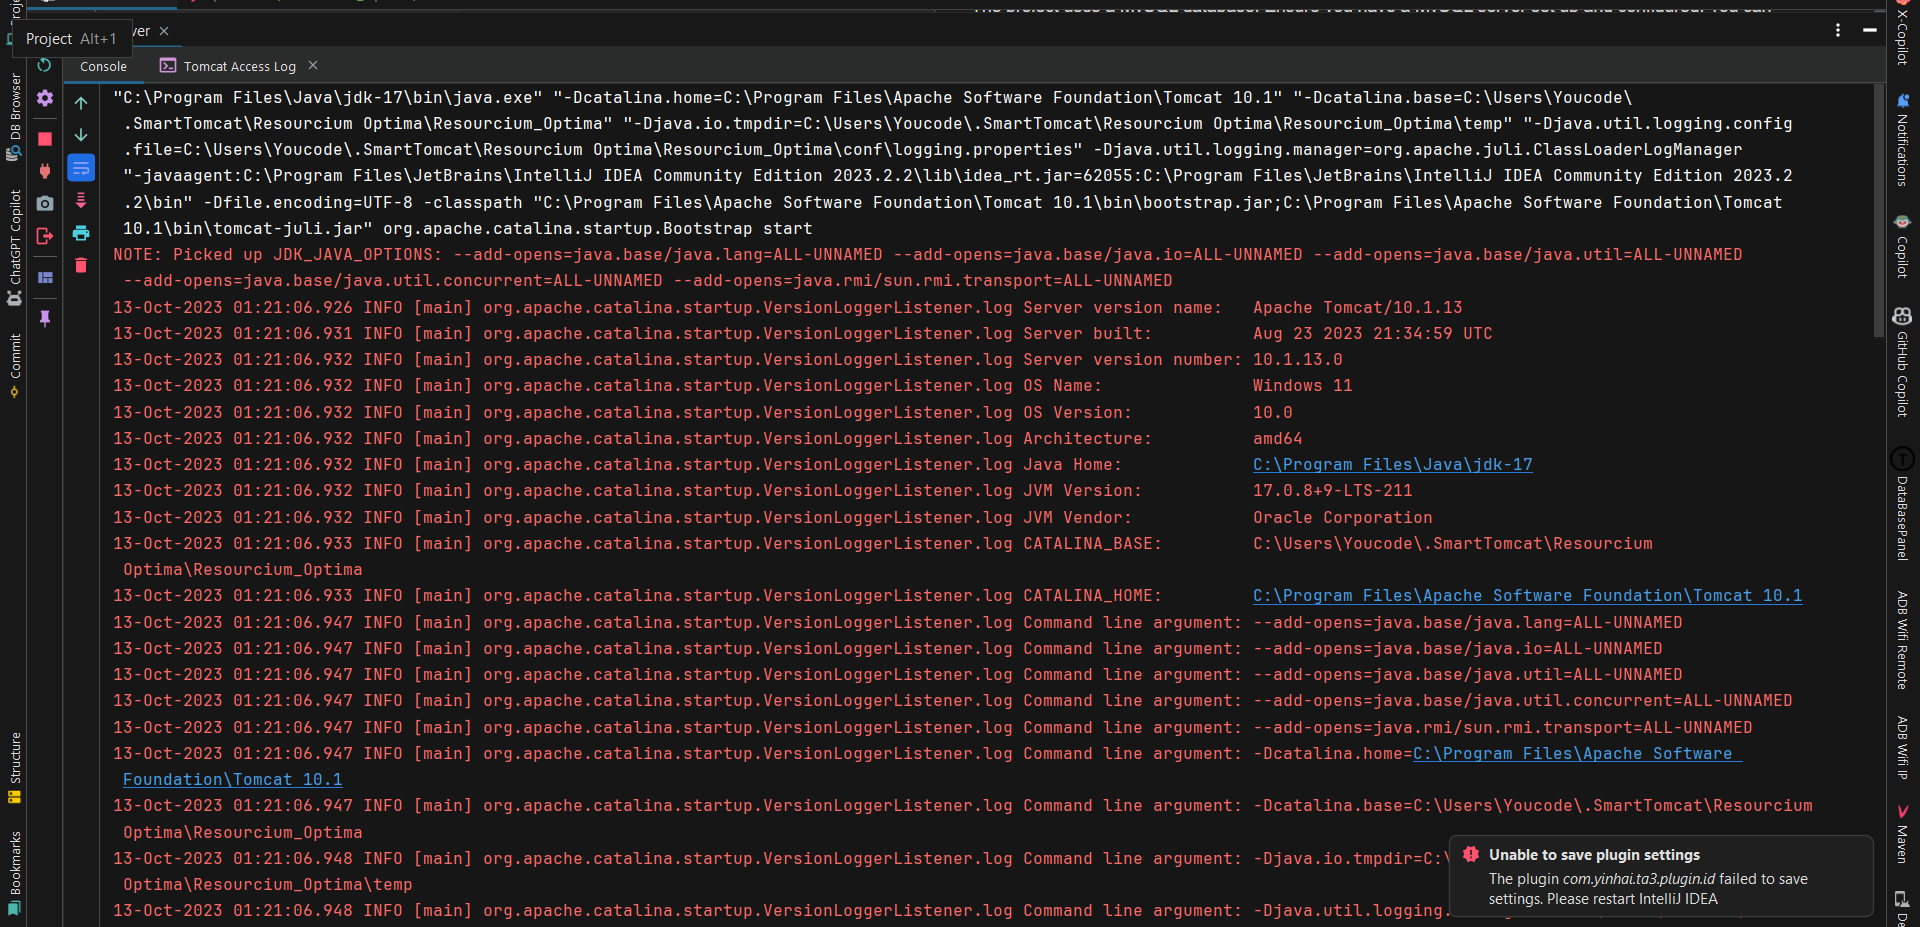 Project Alt+1
ver
Console
Tomcat Access Log
"C:\Program Files\Java\jdk-17\bin\java.exe" "-Dcatalina.home=C:\Program Files\Apache Software Foundation\Tomcat 10.1" "-Dcatalina.base=C:\Users\Youcode\
.SmartTomcat\Resourcium Optima\Resourcium_Optima" "-Djava.io.tmpdir=C:\Users\Youcode\.SmartTomcat\Resourcium Optima\Resourcium_Optima\temp" "-Djava.util.logging.config
.file=C:\Users\Youcode\.SmartTomcat\Resourcium Optima\Resourcium_Optima\conf\logging.properties" -Djava.util.logging.manager=org.apache.juli.ClassLoaderLogManager
"-javaagent:C:\Program Files\JetBrains\IntelliJ IDEA Community Edition 2023.2.2\lib\idea_rt.jar=62055:C:\Program Files\JetBrains\IntelliJ IDEA Community Edition 2023.2
.2\bin" -Dfile.encoding=UTF-8 -classpath "C:\Program Files\Apache Software Foundation\Tomcat 10.1\bin\bootstrap.jar;C:\Program Files\Apache Software Foundation\Tomcat
10.1\bin\tomcat-juli.jar" org.apache.catalina.startup.Bootstrap start
NOTE: Picked up JDK_JAVA_OPTIONS: --add-opens=java.base/java.lang=ALL-UNNAMED --add-opens=java.base/java.io=ALL-UNNAMED --add-opens=java.base/java.util=ALL-UNNAMED
--add-opens=java.base/java.util.concurrent=ALL-UNNAMED --add-opens=java.rmi/sun.rmi.transport=ALL-UNNAMED
13-Oct-2023 01:21:06.926 INFO [main] org.apache.catalina.startup.VersionLoggerListener.log Server version name: Apache Tomcat/10.1.13
13-Oct-2023 01:21:06.931 INFO [main] org.apache.catalina.startup.VersionLoggerListener.log Server built: Aug 23 2023 21:34:59 UTC
13-Oct-2023 01:21:06.932 INFO [main] org.apache.catalina.startup.VersionLoggerListener.log Server version number: 10.1.13.0
13-Oct-2023 01:21:06.932 INFO [main] org.apache.catalina.startup.VersionLoggerListener.log OS Name: Windows 11
13-Oct-2023 01:21:06.932 INFO [main] org.apache.catalina.startup.VersionLoggerListener.log OS Version: 10.0
13-Oct-2023 01:21:06.932 INFO [main] org.apache.catalina.startup.VersionLoggerListener.log Architecture: amd64
13-Oct-2023 01:21:06.932 INFO [main] org.apache.catalina.startup.VersionLoggerListener.log Java Home: C:\Program Files\Java\jdk-17
13-Oct-2023 01:21:06.932 INFO [main] org.apache.catalina.startup.VersionLoggerListener.log JVM Version: 17.0.8+9-LTS-211
13-Oct-2023 01:21:06.932 INFO [main] org.apache.catalina.startup.VersionLoggerListener.log JVM Vendor: Oracle Corporation
13-Oct-2023 01:21:06.933 INFO [main] org.apache.catalina.startup.VersionLoggerListener.log CATALINA_BASE: C:\Users\Youcode\.SmartTomcat\Resourcium
Optima\Resourcium_Optima
13-Oct-2023 01:21:06.933 INFO [main] org.apache.catalina.startup.VersionLoggerListener.log CATALINA_HOME: C:\Program Files\Apache Software Foundation\Tomcat 10.1
13-Oct-2023 01:21:06.947 INFO [main] org.apache.catalina.startup.VersionLoggerListener.log Command line argument: --add-opens=java.base/java.lang=ALL-UNNAMED
13-Oct-2023 01:21:06.947 INFO [main] org.apache.catalina.startup.VersionLoggerListener.log Command line argument: --add-opens=java.base/java.io=ALL-UNNAMED
13-Oct-2023 01:21:06.947 INFO [main] org.apache.catalina.startup.VersionLoggerListener.log Command line argument: --add-opens=java.base/java.util=ALL-UNNAMED
13-Oct-2023 01:21:06.947 INFO [main] org.apache.catalina.startup.VersionLoggerListener.log Command line argument: --add-opens=java.base/java.util.concurrent=ALL-UNNAMED
13-Oct-2023 01:21:06.947 INFO [main] org.apache.catalina.startup.VersionLoggerListener.log Command line argument: --add-opens=java.rmi/sun.rmi.transport=ALL-UNNAMED
13-Oct-2023 01:21:06.947 INFO [main] org.apache.catalina.startup.VersionLoggerListener.log Command line argument: -Dcatalina.home=C:\Program Files\Apache Software
Foundation\Tomcat 10.1
13-Oct-2023 01:21:06.947 INFO [main] org.apache.catalina.startup.VersionLoggerListener.log Command line argument: -Dcatalina.base=C:\Users\Youcode\.SmartTomcat\Resourcium
Optima\Resourcium_Optima
13-Oct-2023 01:21:06.948 INFO [main] org.apache.catalina.startup.VersionLoggerListener.log Command line argument: -Djava.io.tmpdir=C:\
Optima\Resourcium_Optima\temp
13-Oct-2023 01:21:06.948 INFO [main] org.apache.catalina.startup.VersionLoggerListener.log Command line argument: -Djava.util.logging.
Unable to save plugin settings
The plugin com.yinhai.ta3.plugin.id failed to save
settings. Please restart IntelliJ IDEA
DB Browser
ChatGPT Copilot
Commit
Structure
Bookmarks
X-Copilot
Notifications
Copilot
GitHub Copilot
DataBasePanel
ADB Wifi Remote
ADB Wifi IP
Maven